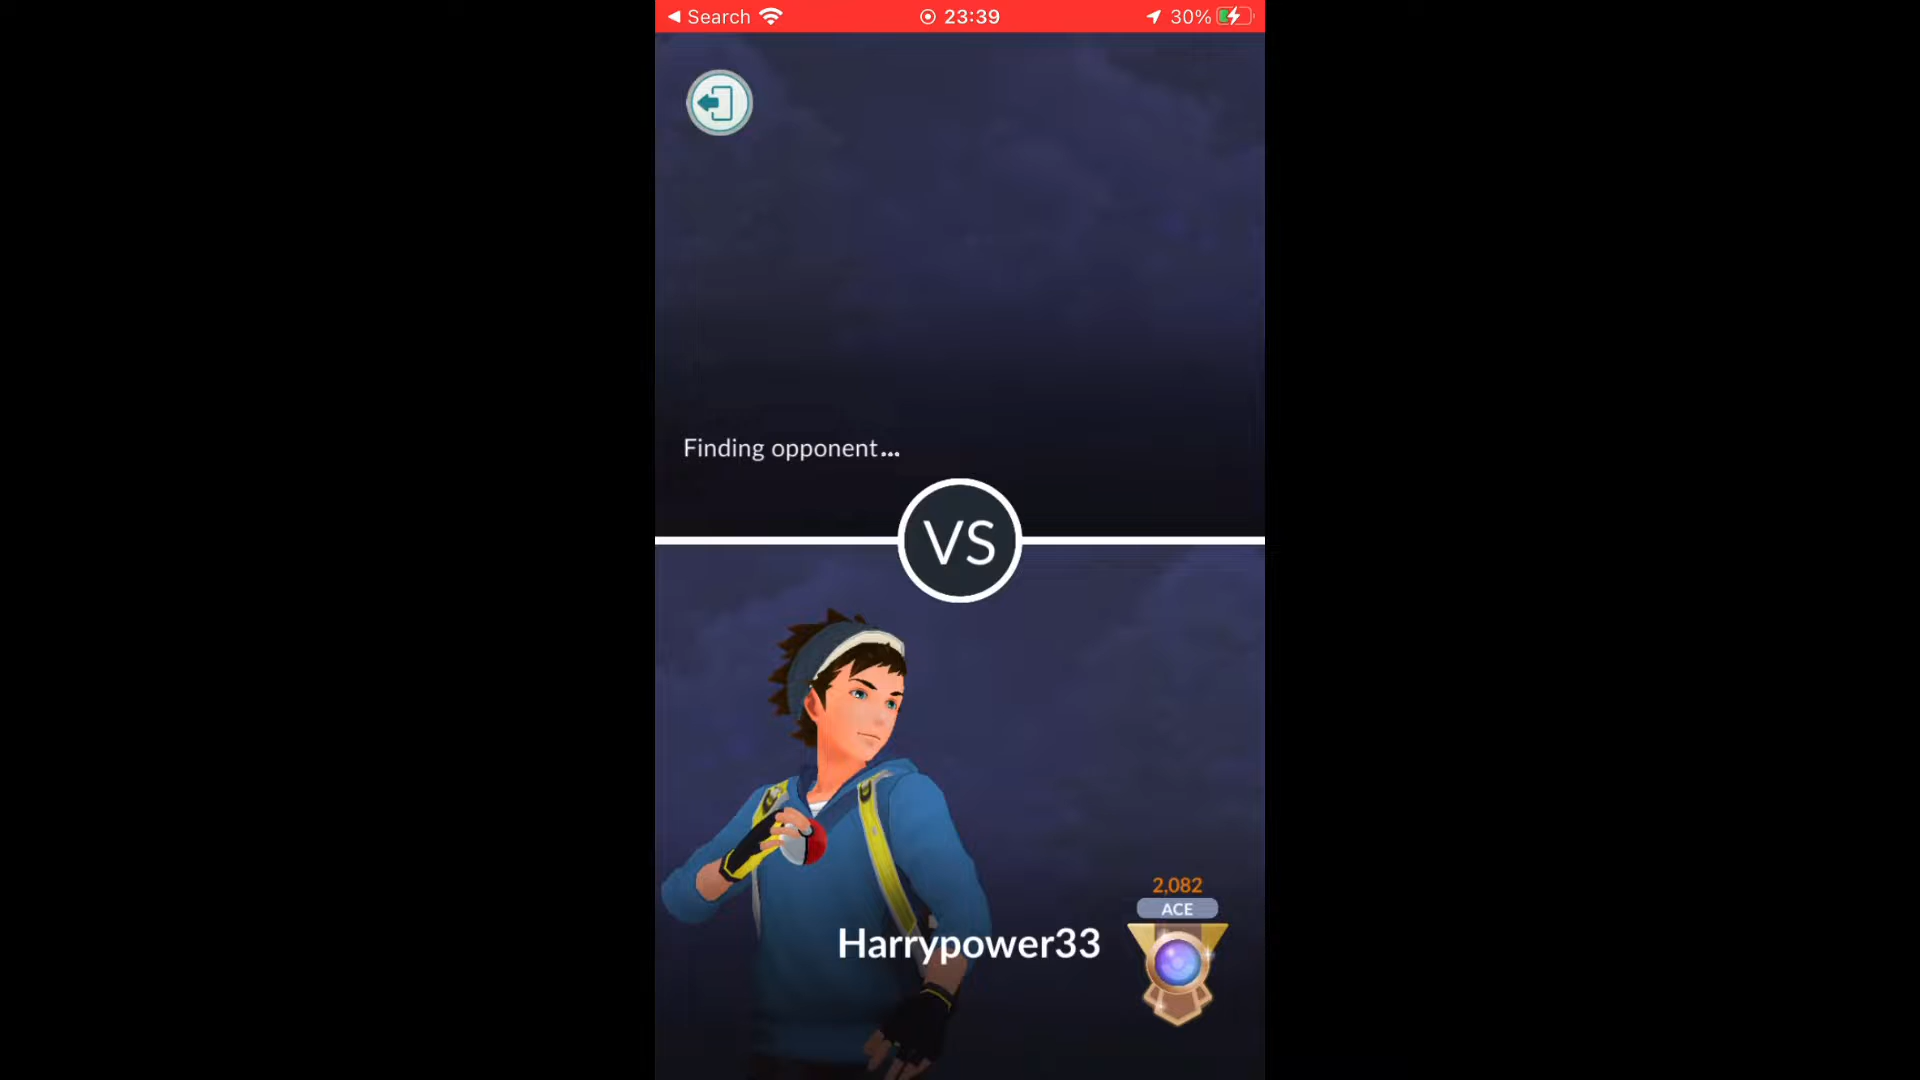 Search
23:39
30%
Finding opponent...
VS
2,082
ACE
Harrypower33